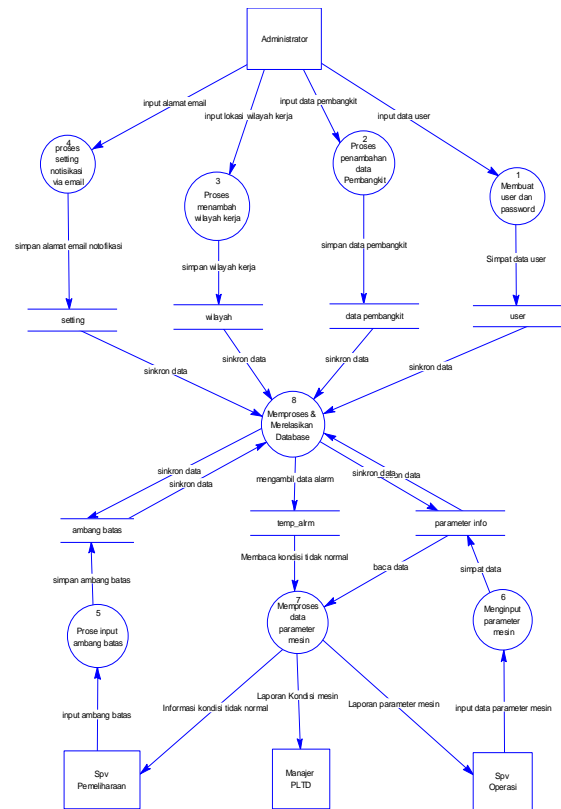 Administrator
input alamat email
input data pembangkit
input data user
input lokasi wilayah kerja
4
proses
setting
notisikasi
via email
2
Proses
penambahan
data
Pembangkit
3
Proses
menambah
wilayah kerja
1
Membuat
user dan
password
simpan alamat email notofikasi
simpan wilayah kerja
simpan data pembangkit
Simpat data user
setting
wilayah
data pembangkit
user
sinkron data
sinkron data
sinkron data
sinkron data
8
Memproses &
Merelasikan
Database
sinkron data
sinkron data
mengambil data alarm
sinkron data
data
ambang batas
temp_alrm
parameter info
simpan ambang batas
Membaca kondisi tidak normal
baca data
simpat data
5
Prose input
ambang batas
7
Memproses
data
parameter
mesin
6
Menginput
parameter
mesin
input ambang batas
Informasi kondisi tidak normal
Laporan Kondisi mesin
Laporan parameter mesin
input data parameter mesin
Spv
Pemeliharaan
Manajer
PLTD
Spv
Operasi